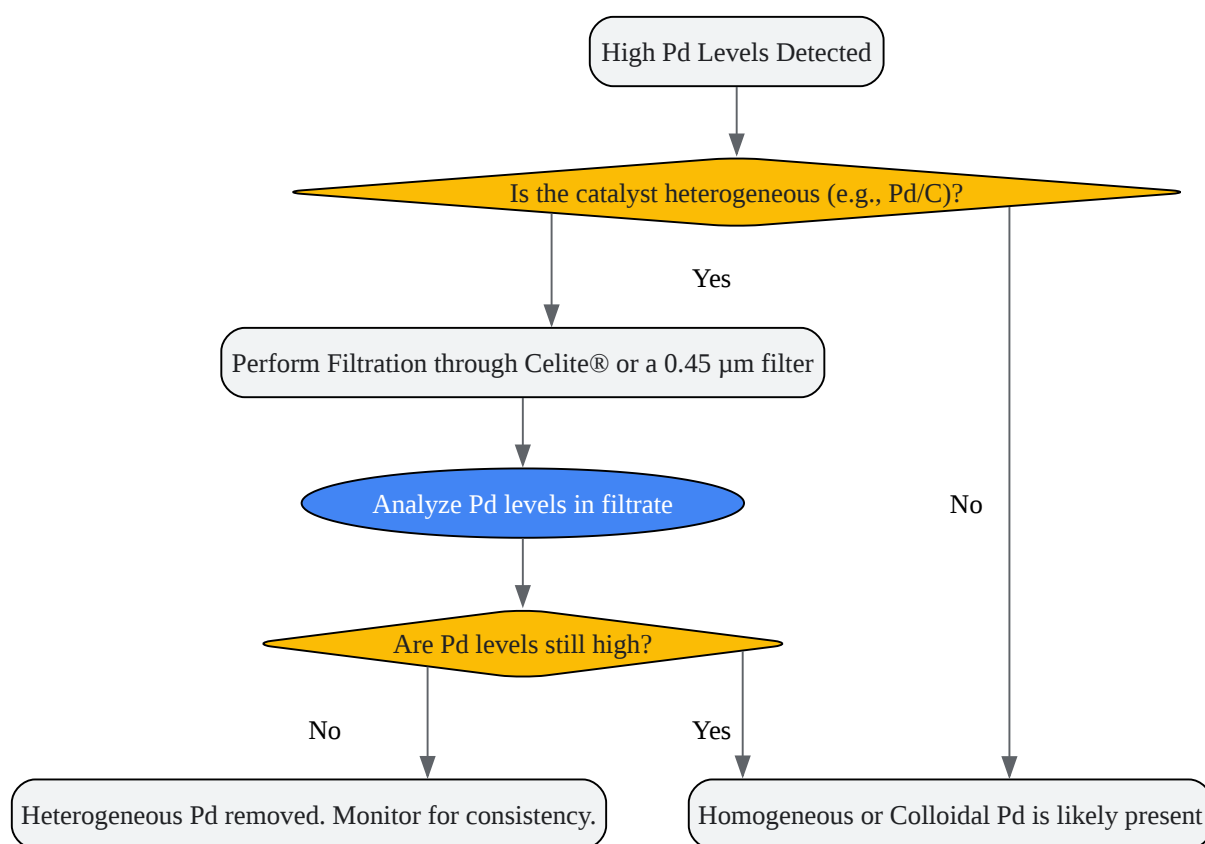 High Pd Levels Detected
Is the catalyst heterogeneous (e.g., Pd/C)?
Yes
Perform Filtration through Celite® or a 0.45 µm filter
Analyze Pd levels in filtrate
No
Are Pd levels still high?
No
Yes
Heterogeneous Pd removed. Monitor for consistency.
Homogeneous or Colloidal Pd is likely present